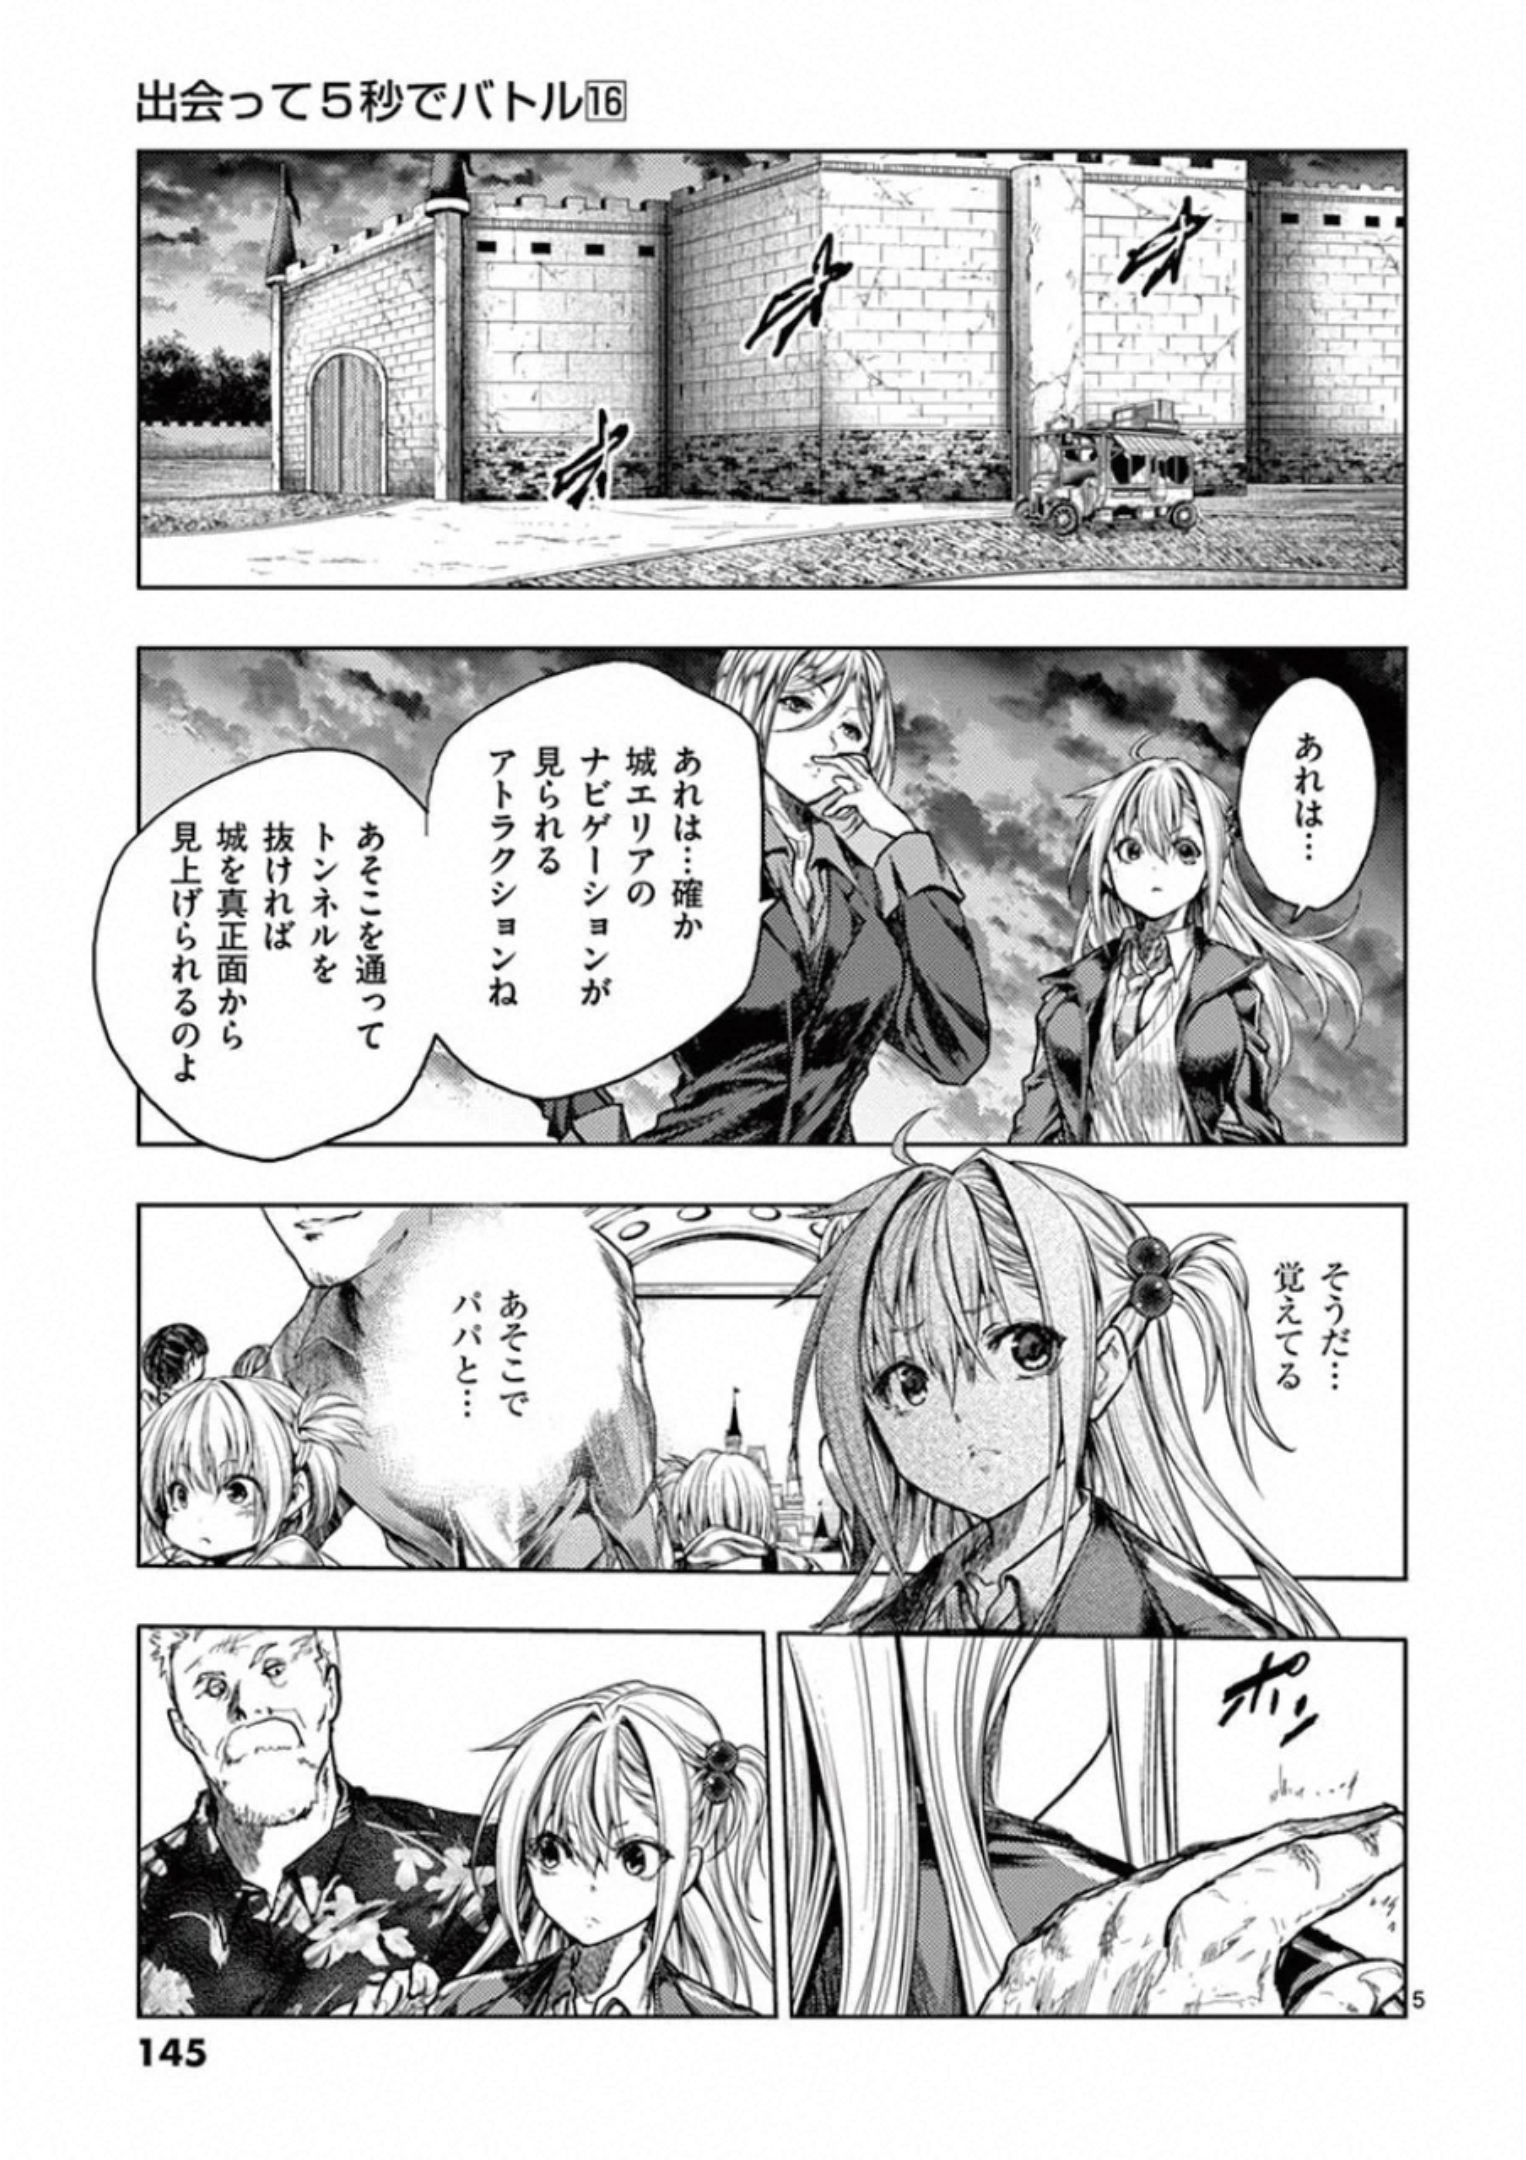 出会って5秒でバトル16
オ
オ
オ
あれは…
あれは…確か
城エリアの
ナビゲーションが
見られる
アトラクションね
あそこを通って
トンネルを
抜ければ
城を真正面から
見上げられるのよ
そうだ…
覚えてる
あそこで
パパと…
ポン
5
145